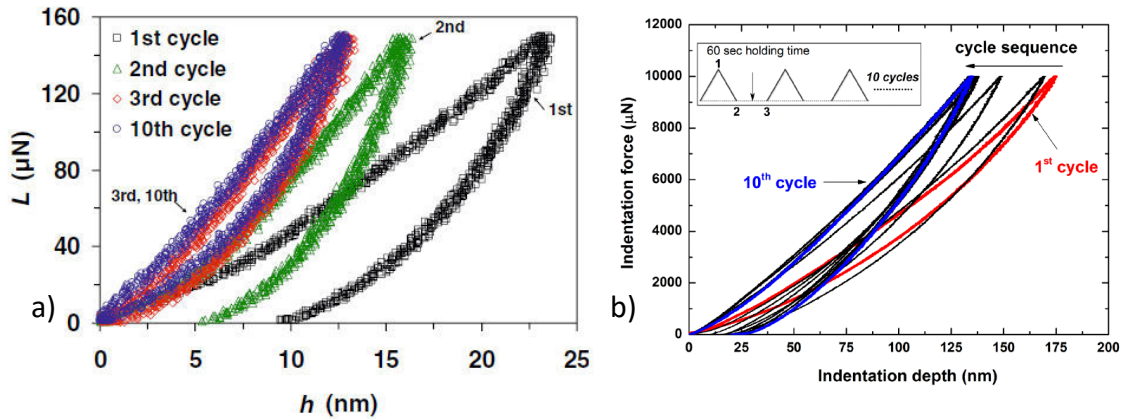 a)
L (µN)
160
120
80
40
0
1st cycle
2nd cycle
3rd cycle
10th cycle
2nd
1st
3rd, 10th
0 5 10 15 20 25
h (nm)
b)
Indentation force (µN)
12000
10000
8000
6000
4000
2000
0
60 sec holding time
1
2 3
10 cycles
cycle sequence
10th cycle
1st cycle
0 25 50 75 100 125 150 175 200
Indentation depth (nm)